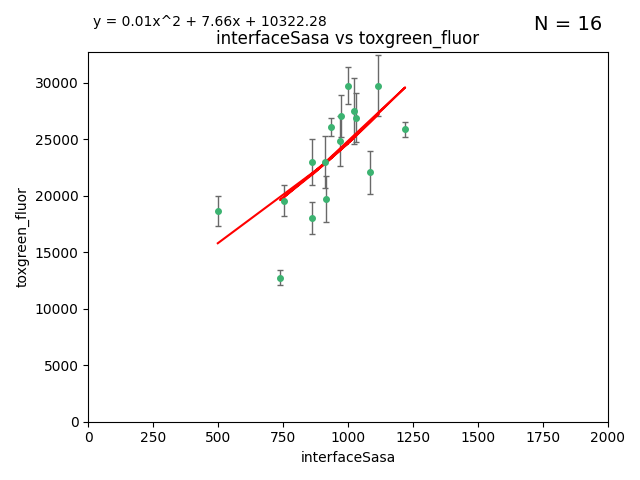 y = 0.01x^2 + 7.66x + 10322.28
N = 16
interfaceSasa vs toxgreen_fluor
30000
25000
20000
15000
10000
5000
0
toxgreen_fluor
0 250 500 750 1000 1250 1500 1750 2000
interfaceSasa